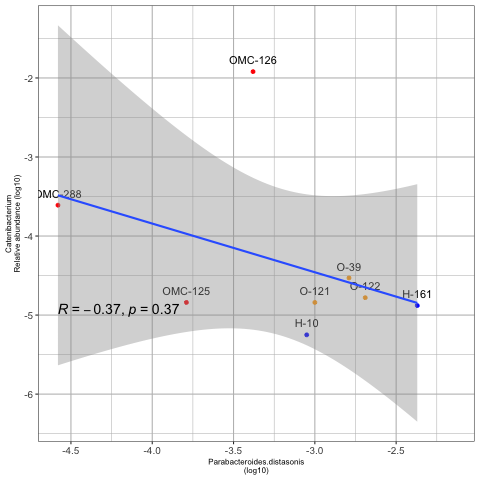 OMC-126
OMC-288
O-39
O-122
OMC-125
O-121
H-161
R = −0.37, p = 0.37
H-10
-2
-3
-4
-5
-6
-4.5
-4.0
-3.5
-3.0
-2.5
Catenibacterium
Relative abundance (log10)
Parabacteroides.distasonis
(log10)